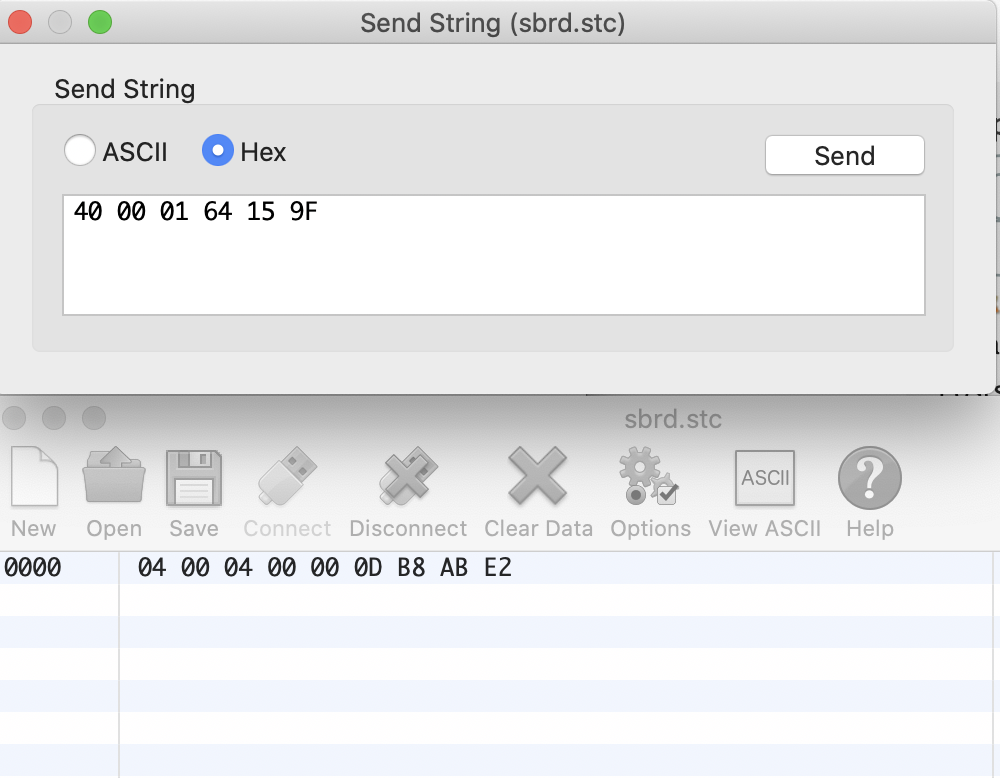 Send String (sbrd.stc)
Send String
ASCII Hex Send
40 00 01 64 15 9F
sbrd.stc
ASCII
New Open Save Connect Disconnect Clear Data Options View ASCII Help
0000 04 00 04 00 00 0D B8 AB E2